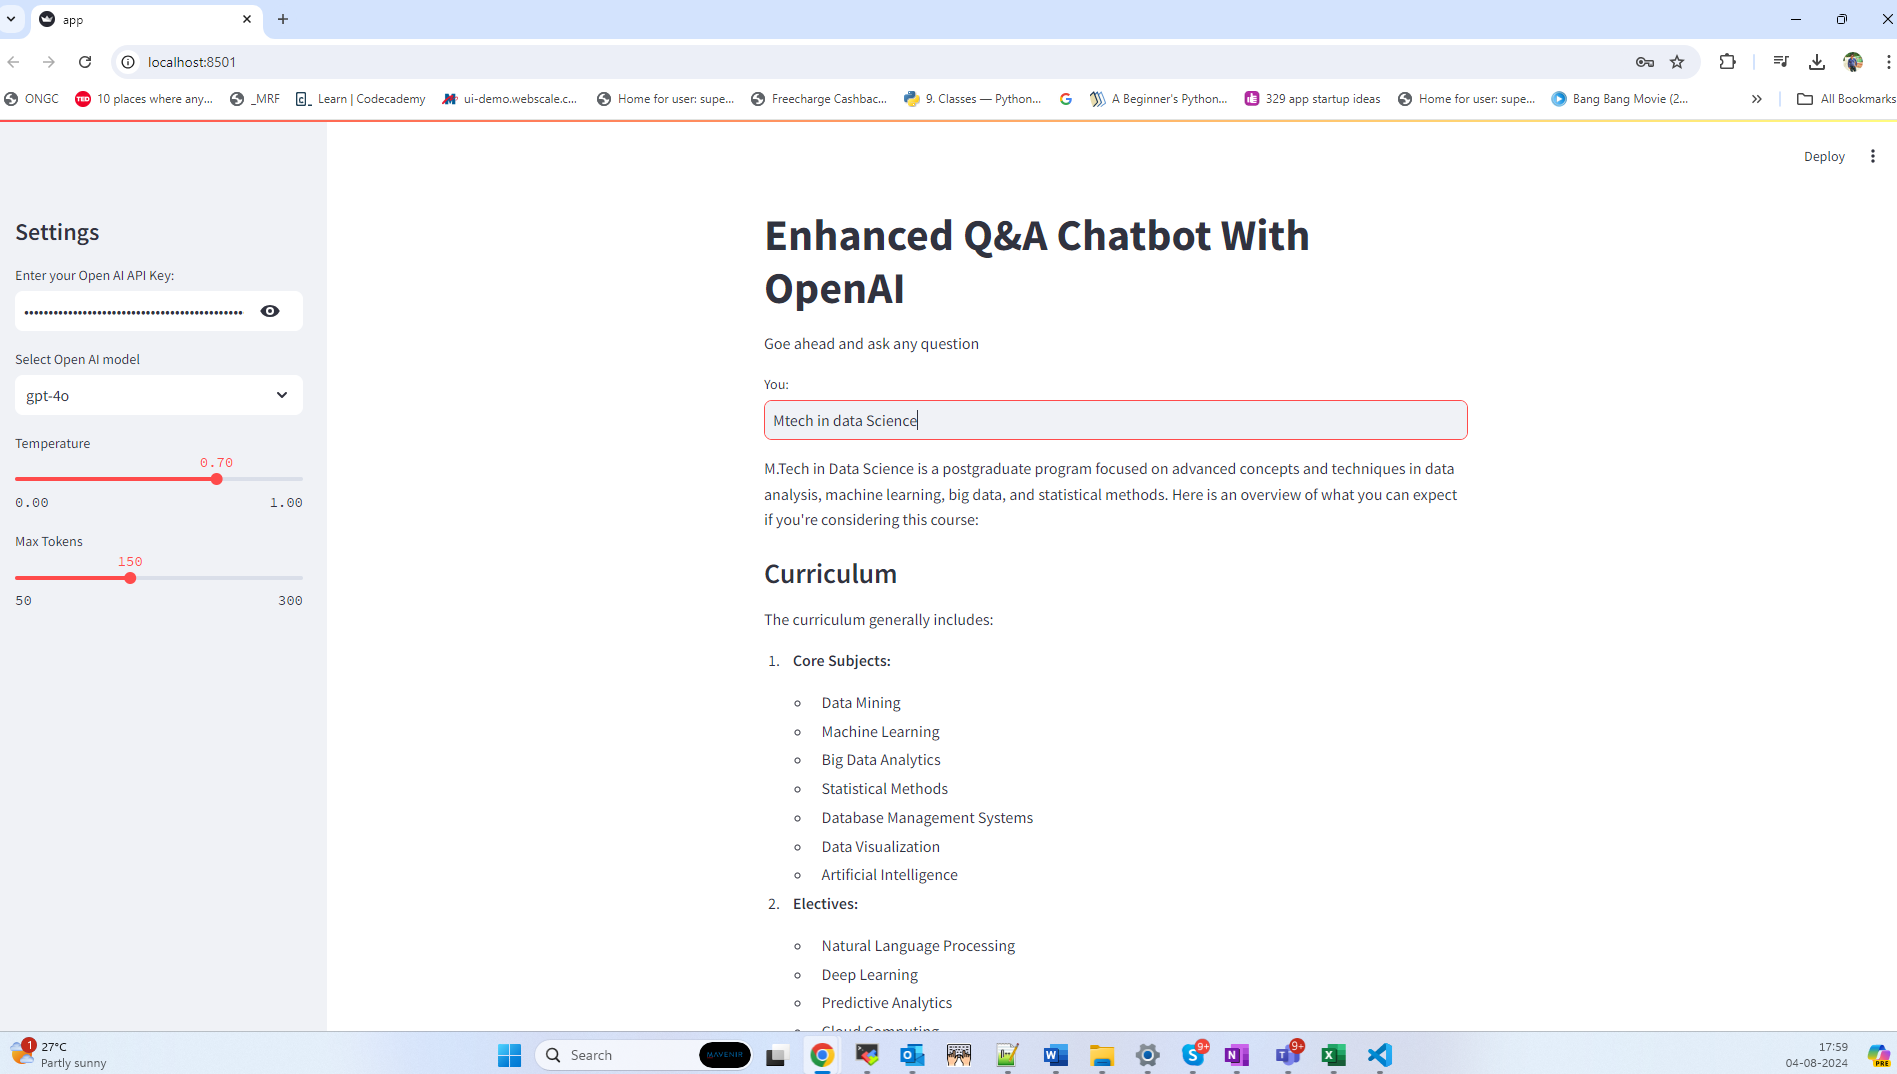 app
localhost:8501
ONGC
TED
10 places where any...
_MRF
Learn | Codecademy
ui-demo.webscale.c...
Home for user: supe...
Freecharge Cashbac...
9. Classes — Python...
A Beginner's Python...
329 app startup ideas
Home for user: supe...
Bang Bang Movie (2...
All Bookmarks
Deploy
Settings
Enter your Open AI API Key:
Select Open AI model
gpt-4o
Temperature
0.70
0.00 1.00
Max Tokens
150
50 300
Enhanced Q&A Chatbot With
OpenAI
Goe ahead and ask any question
You:
Mtech in data Science
M.Tech in Data Science is a postgraduate program focused on advanced concepts and techniques in data
analysis, machine learning, big data, and statistical methods. Here is an overview of what you can expect
if you're considering this course:
Curriculum
The curriculum generally includes:
1. Core Subjects:
Data Mining
Machine Learning
Big Data Analytics
Statistical Methods
Database Management Systems
Data Visualization
Artificial Intelligence
2. Electives:
Natural Language Processing
Deep Learning
Predictive Analytics
Cloud Computing
1
27°C
Partly sunny
Search
MAVENIR
9+
9+
17:59
04-08-2024
PRE